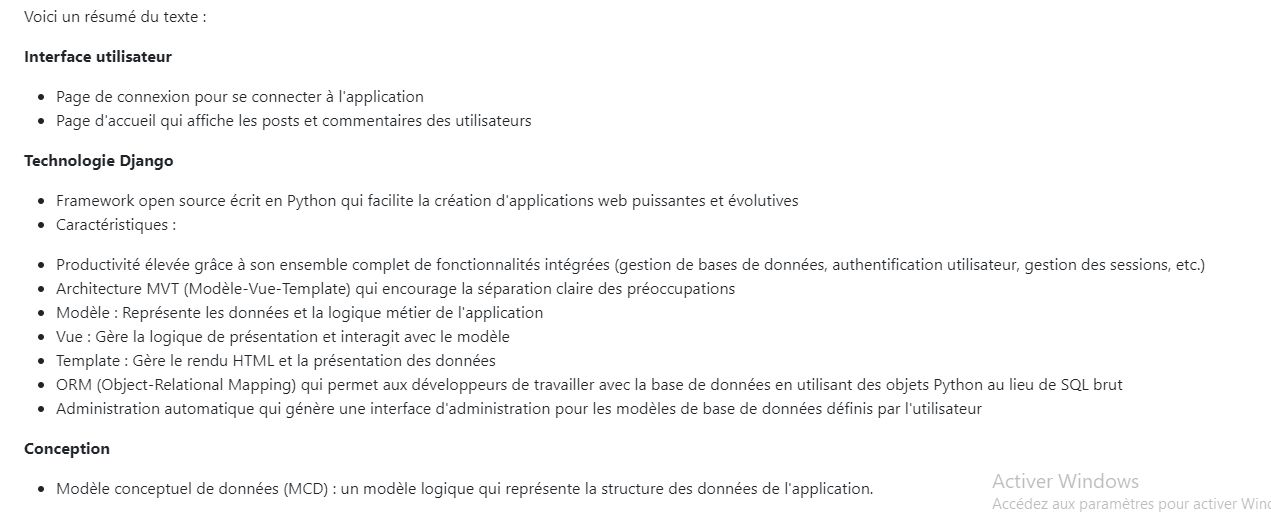 Voici un résumé du texte :
Interface utilisateur
• Page de connexion pour se connecter à l'application
• Page d'accueil qui affiche les posts et commentaires des utilisateurs
Technologie Django
• Framework open source écrit en Python qui facilite la création d'applications web puissantes et évolutives
• Caractéristiques :
• Productivité élevée grâce à son ensemble complet de fonctionnalités intégrées (gestion de bases de données, authentification utilisateur, gestion des sessions, etc.)
• Architecture MVT (Modèle-Vue-Template) qui encourage la séparation claire des préoccupations
• Modèle : Représente les données et la logique métier de l'application
• Vue : Gère la logique de présentation et interagit avec le modèle
• Template : Gère le rendu HTML et la présentation des données
• ORM (Object-Relational Mapping) qui permet aux développeurs de travailler avec la base de données en utilisant des objets Python au lieu de SQL brut
• Administration automatique qui génère une interface d'administration pour les modèles de base de données définis par l'utilisateur
Conception
• Modèle conceptuel de données (MCD) : un modèle logique qui représente la structure des données de l'application.
Activer Windows
Accédez aux paramètres pour activer